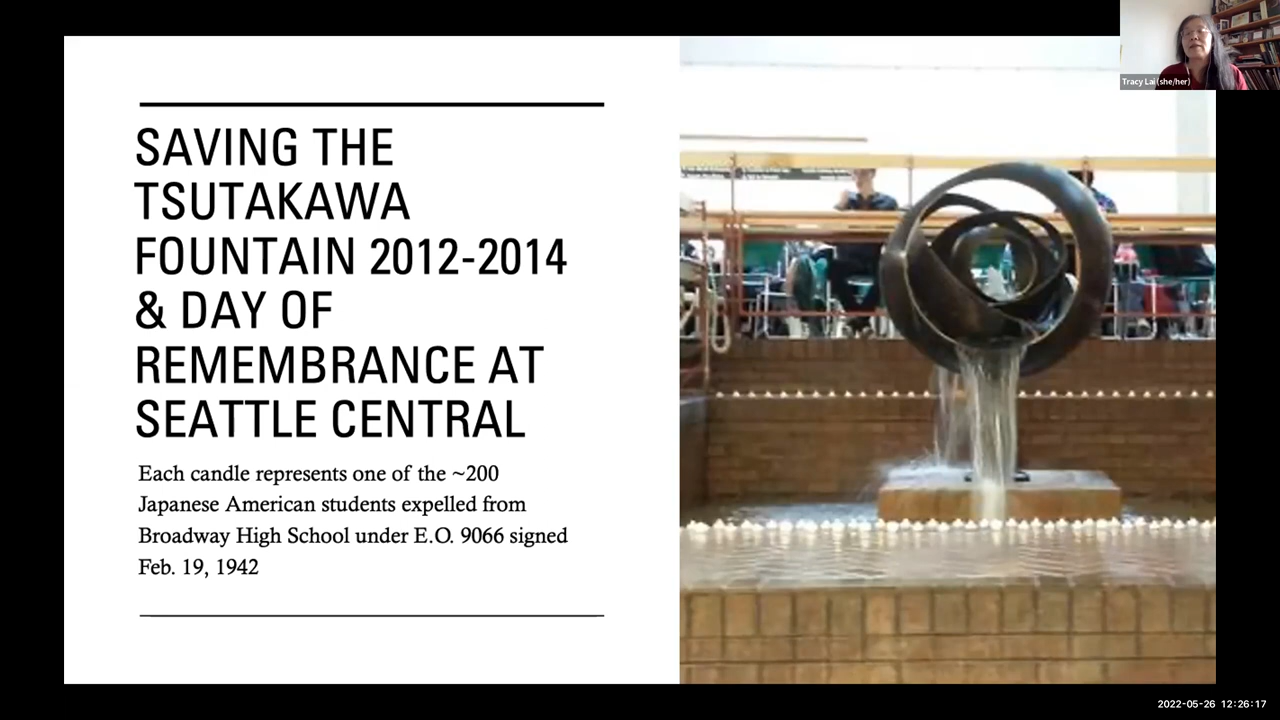 Tracy Lai (she/her)
SAVING THE
TSUTAKAWA
FOUNTAIN 2012-2014
& DAY OF
REMEMBRANCE AT
SEATTLE CENTRAL
Each candle represents one of the ~200
Japanese American students expelled from
Broadway High School under E.O. 9066 signed
Feb. 19, 1942
2022-05-26 12:26:17